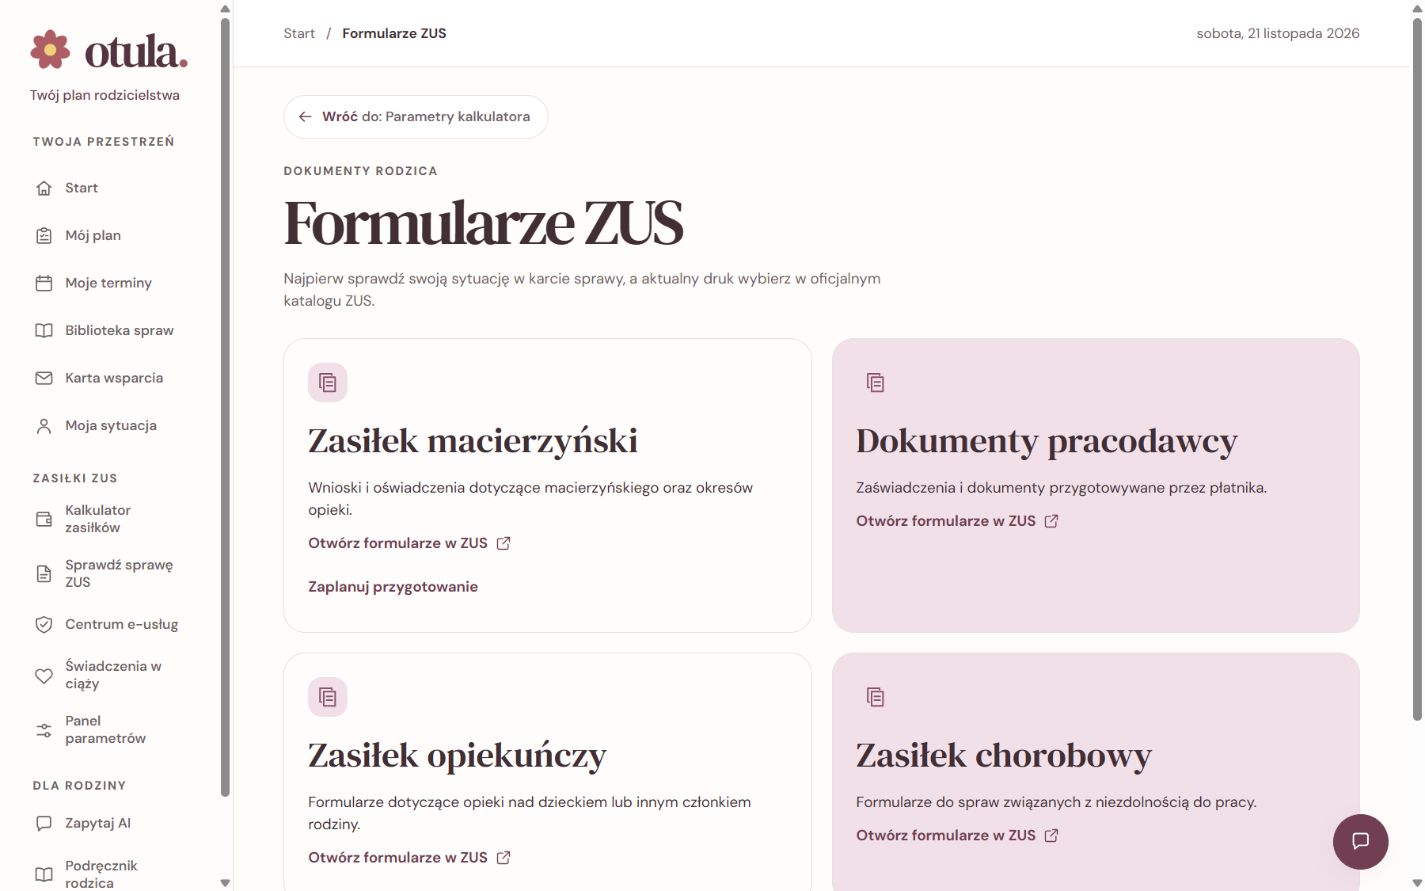 otula.
Twój plan rodzicielstwa
TWOJA PRZESTRZEŃ
Start
Mój plan
Moje terminy
Biblioteka spraw
Karta wsparcia
Moja sytuacja
ZASIŁKI ZUS
Kalkulator
zasiłków
Sprawdź sprawę
ZUS
Centrum e-usług
Świadczenia w
ciąży
Panel
parametrów
DLA RODZINY
Zapytaj AI
Podręcznik
rodzica
Start / Formularze ZUS
sobota, 21 listopada 2026
Wróć do: Parametry kalkulatora
DOKUMENTY RODZICA
Formularze ZUS
Najpierw sprawdź swoją sytuację w karcie sprawy, a aktualny druk wybierz w oficjalnym
katalogu ZUS.
Zasiłek macierzyński
Wnioski i oświadczenia dotyczące macierzyńskiego oraz okresów
opieki.
Otwórz formularze w ZUS
Zaplanuj przygotowanie
Dokumenty pracodawcy
Zaświadczenia i dokumenty przygotowywane przez płatnika.
Otwórz formularze w ZUS
Zasiłek opiekuńczy
Formularze dotyczące opieki nad dzieckiem lub innym członkiem
rodziny.
Otwórz formularze w ZUS
Zasiłek chorobowy
Formularze do spraw związanych z niezdolnością do pracy.
Otwórz formularze w ZUS